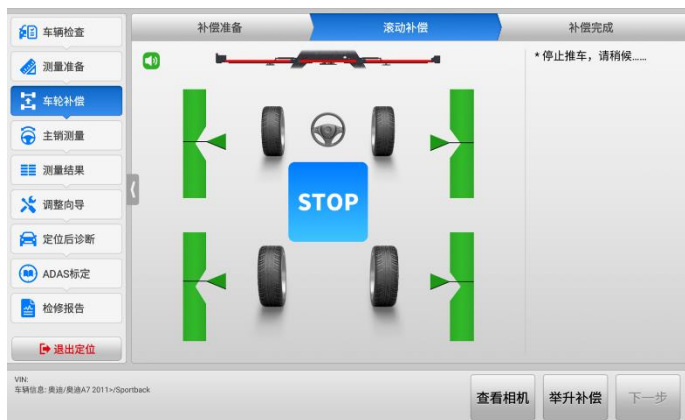 车辆检查
测量准备
车轮补偿
主销测量
测量结果
调整向导
定位后诊断
ADAS标定
检修报告
退出定位
补偿准备
滚动补偿
补偿完成
* 停止推车，请稍候......
STOP
VIN:
车辆信息: 奥迪/奥迪A7 2011>/Sportback
查看相机
举升补偿
下一步